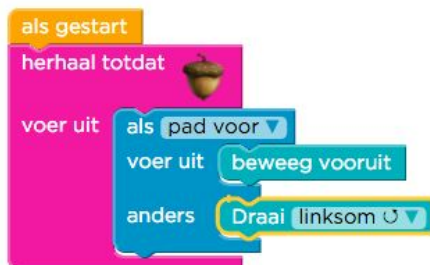 als gestart
herhaal totdat
voer uit als pad voor
voer uit beweeg vooruit
anders Draai linksom